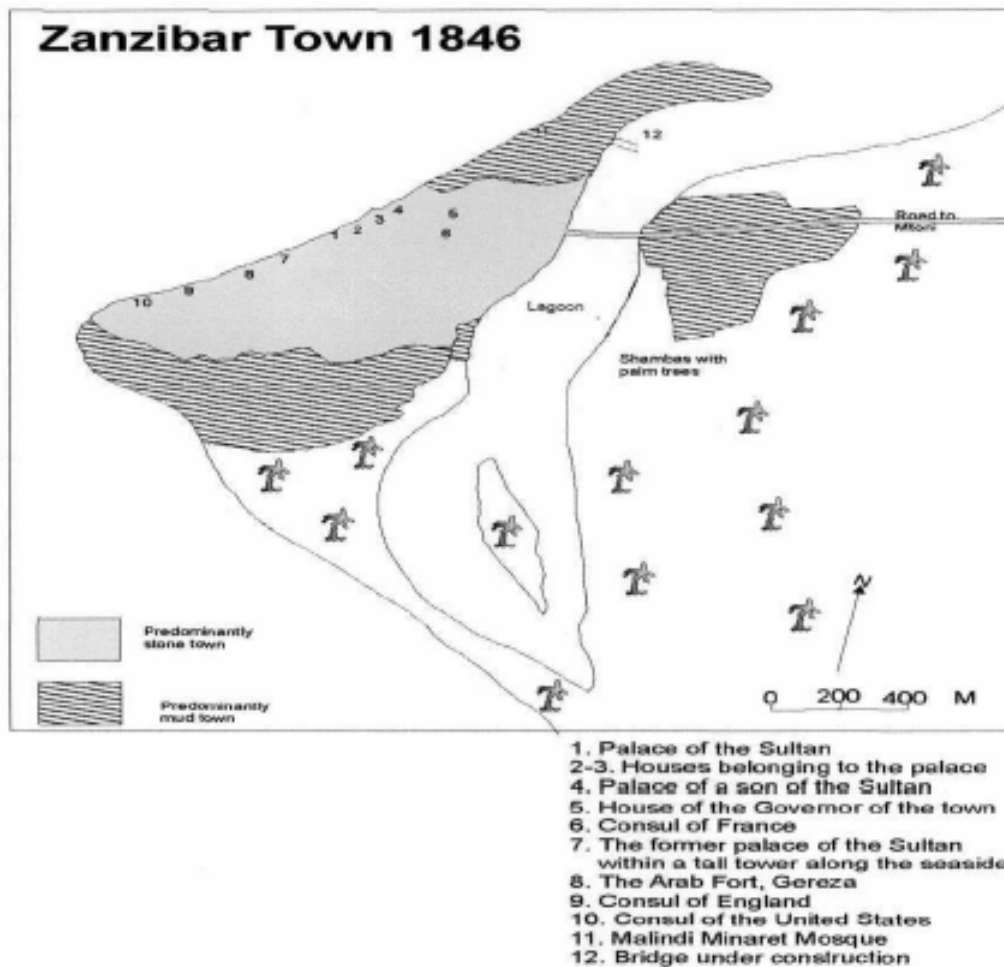 Zanzibar Town 1846
11
12
4
3
5
2
1
6
7
8
9
10
Road to
Mtoni
Lagoon
Shambas with
palm trees
N
Predominantly
stone town
Predominantly
mud town
0 200 400 M
1. Palace of the Sultan
2-3. Houses belonging to the palace
4. Palace of a son of the Sultan
5. House of the Governor of the town
6. Consul of France
7. The former palace of the Sultan
within a tall tower along the seaside
8. The Arab Fort, Gereza
9. Consul of England
10. Consul of the United States
11. Malindi Minaret Mosque
12. Bridge under construction